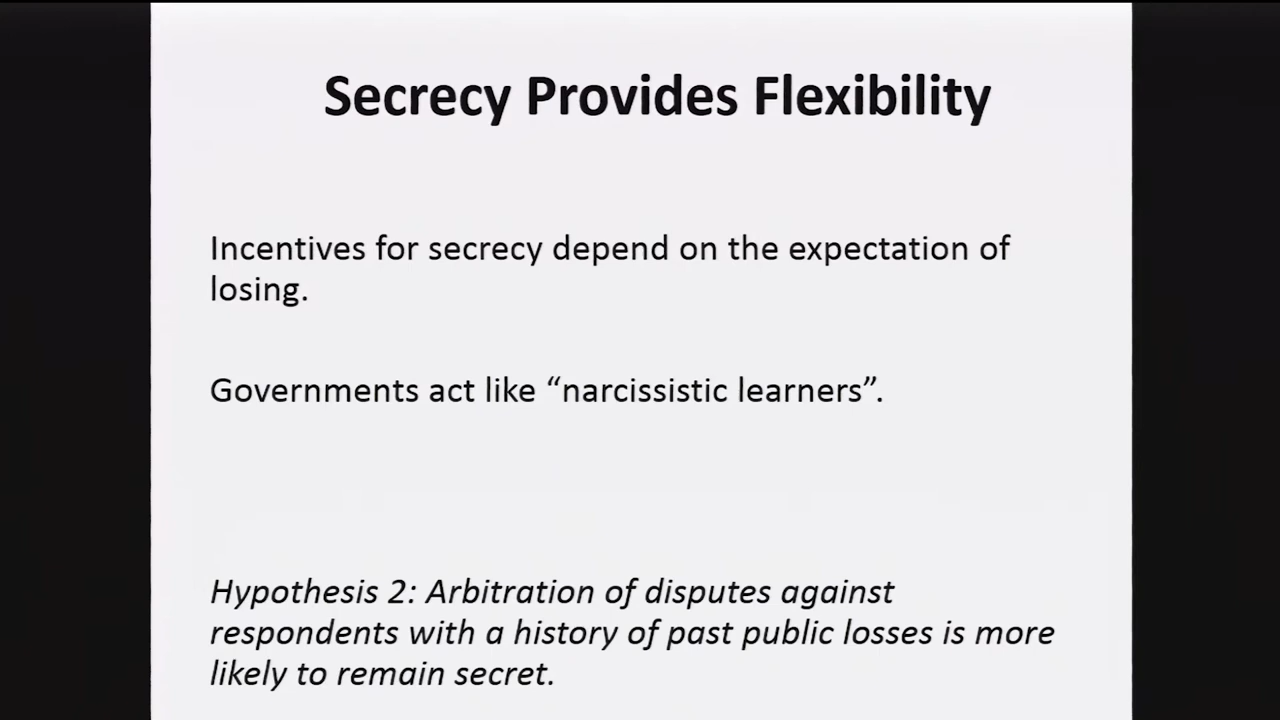 Secrecy Provides Flexibility
Incentives for secrecy depend on the expectation of
losing.
Governments act like “narcissistic learners”.
Hypothesis 2: Arbitration of disputes against
respondents with a history of past public losses is more
likely to remain secret.